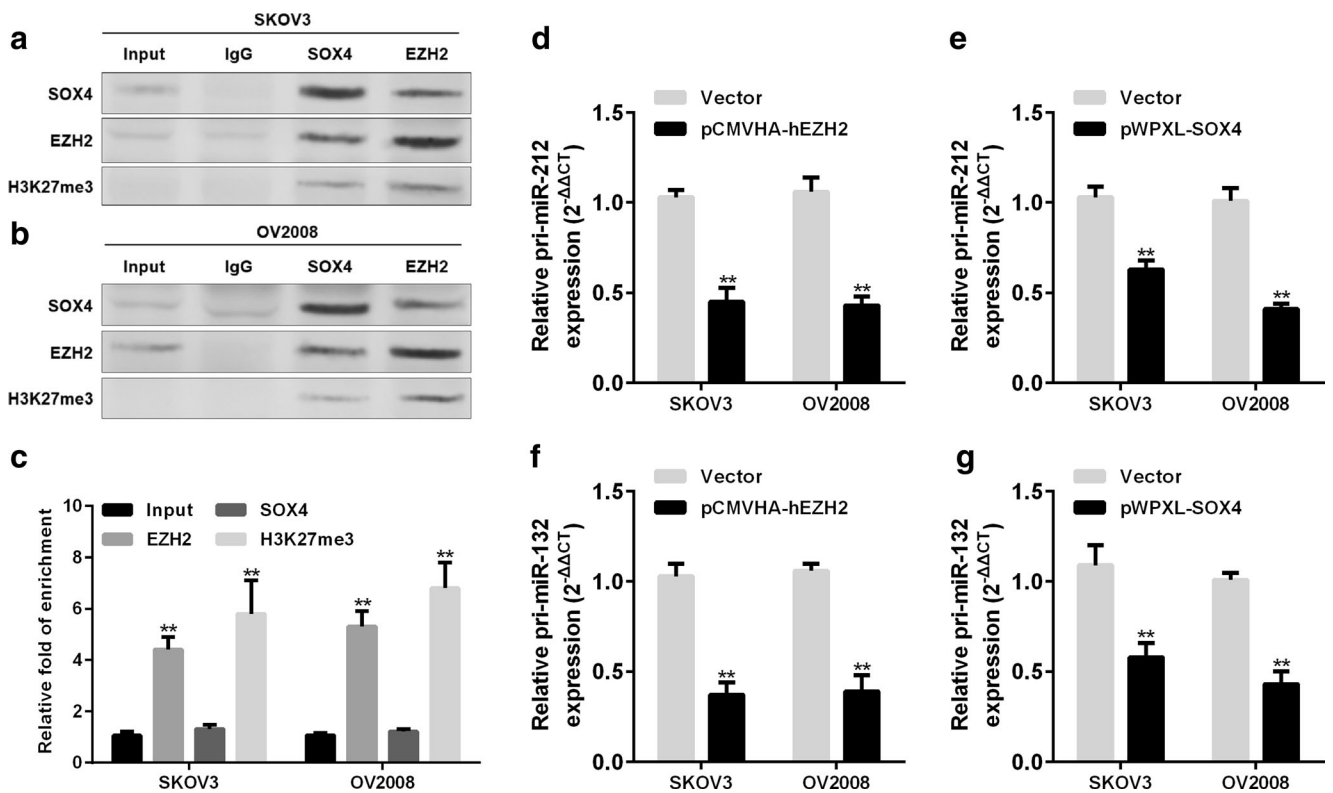 a
SKOV3
Input IgG SOX4 EZH2
SOX4
EZH2
H3K27me3
b
OV2008
Input IgG SOX4 EZH2
SOX4
EZH2
H3K27me3
c
Relative fold of enrichment
Input SOX4
EZH2 H3K27me3
10
8
6
4
2
0
** ** ** **
SKOV3 OV2008
d
Relative pri-miR-212
expression (2-ΔΔCT)
Vector
pCMVHA-hEZH2
1.5
1.0
0.5
0.0
** **
SKOV3 OV2008
e
Relative pri-miR-212
expression (2-ΔΔCT)
Vector
pWPXL-SOX4
1.5
1.0
0.5
0.0
** **
SKOV3 OV2008
f
Relative pri-miR-132
expression (2-ΔΔCT)
Vector
pCMVHA-hEZH2
1.5
1.0
0.5
0.0
** **
SKOV3 OV2008
g
Relative pri-miR-132
expression (2-ΔΔCT)
Vector
pWPXL-SOX4
1.5
1.0
0.5
0.0
** **
SKOV3 OV2008